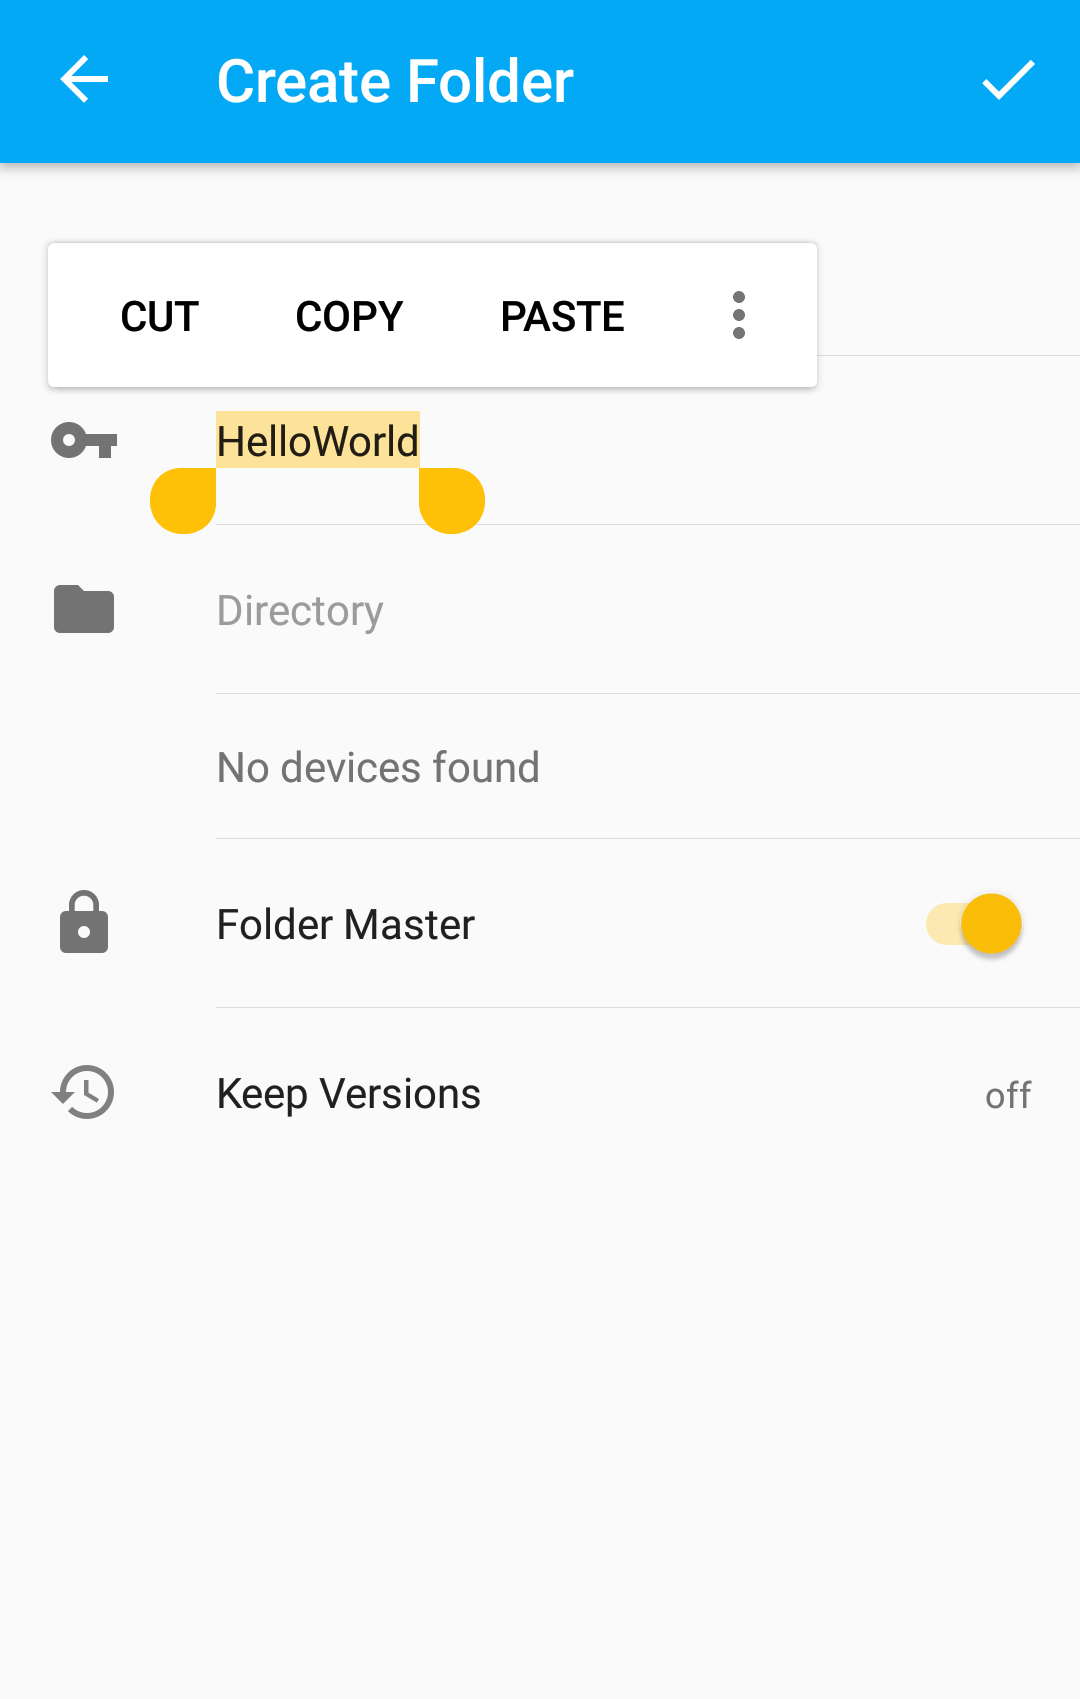 Create Folder
CUT COPY PASTE
HelloWorld
Directory
No devices found
Folder Master
Keep Versions off